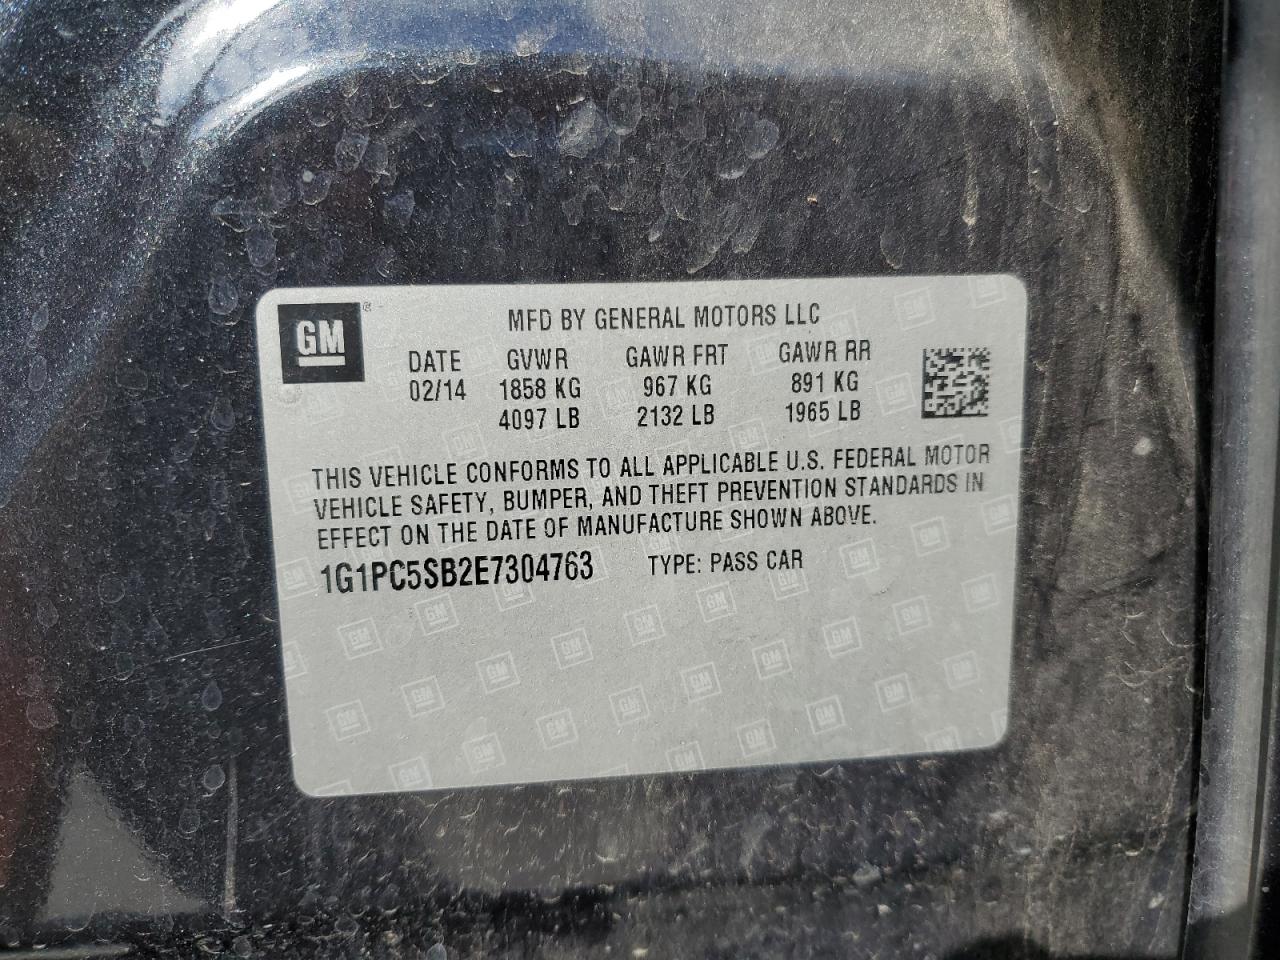 GM ®
MFD BY GENERAL MOTORS LLC
DATE GVWR GAWR FRT GAWR RR
02/14 1858 KG 967 KG 891 KG
4097 LB 2132 LB 1965 LB
THIS VEHICLE CONFORMS TO ALL APPLICABLE U.S. FEDERAL MOTOR
VEHICLE SAFETY, BUMPER, AND THEFT PREVENTION STANDARDS IN
EFFECT ON THE DATE OF MANUFACTURE SHOWN ABOVE.
1G1PC5SB2E7304763 TYPE: PASS CAR